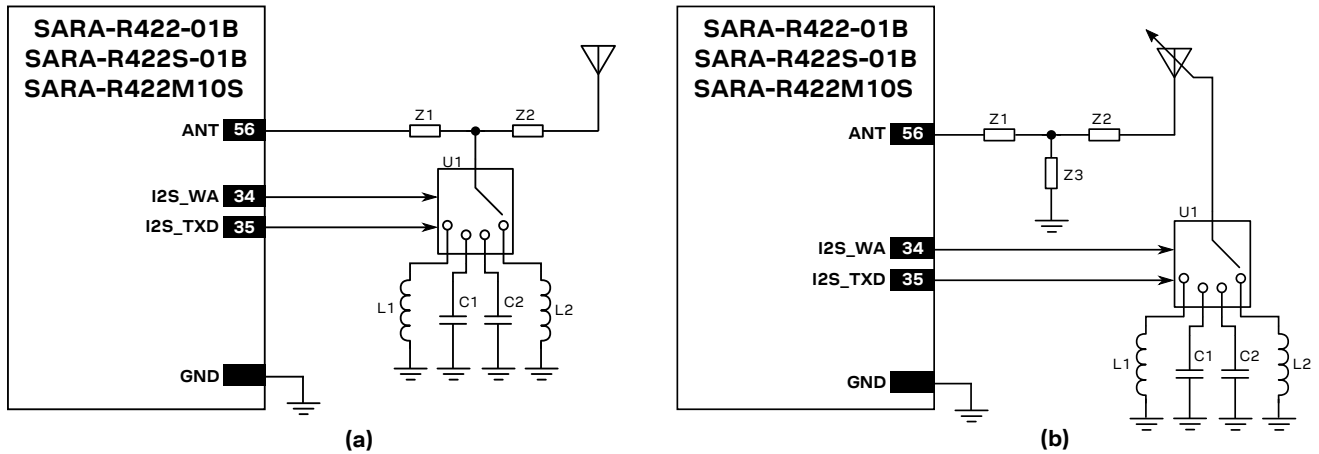 SARA-R422-01B
SARA-R422S-01B
SARA-R422M10S
ANT 56
Z1
Z2
U1
I2S_WA 34
I2S_TXD 35
L1
C1
C2
L2
GND
(a)
SARA-R422-01B
SARA-R422S-01B
SARA-R422M10S
ANT 56
Z1
Z2
Z3
U1
I2S_WA 34
I2S_TXD 35
L1
C1
C2
L2
GND
(b)